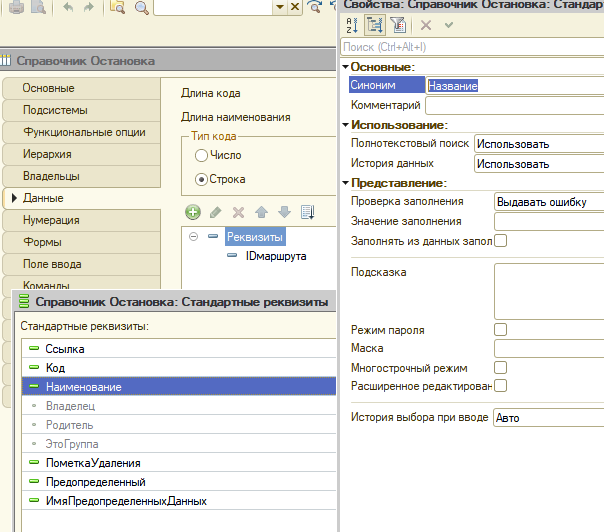 Справочник Остановка
Основные
Подсистемы
Функциональные опции
Иерархия
Владельцы
Данные
Нумерация
Формы
Поле ввода
Команды
Длина кода
Длина наименования
Тип кода
Число
Строка
Реквизиты
IDмаршрута
Справочник Остановка: Стандартные реквизиты
Стандартные реквизиты:
Ссылка
Код
Наименование
Владелец
Родитель
ЭтоГруппа
ПометкаУдаления
Предопределенный
ИмяПредопределенныхДанных
Свойства: Справочник Остановка: Стандарт
Поиск (Ctrl+Alt+I)
Основные:
Синоним Название
Комментарий
Использование:
Полнотекстовый поиск Использовать
История данных Использовать
Представление:
Проверка заполнения Выдавать ошибку
Значение заполнения
Заполнять из данных запол
Подсказка
Режим пароля
Маска
Многострочный режим
Расширенное редактирован
История выбора при вводе Авто